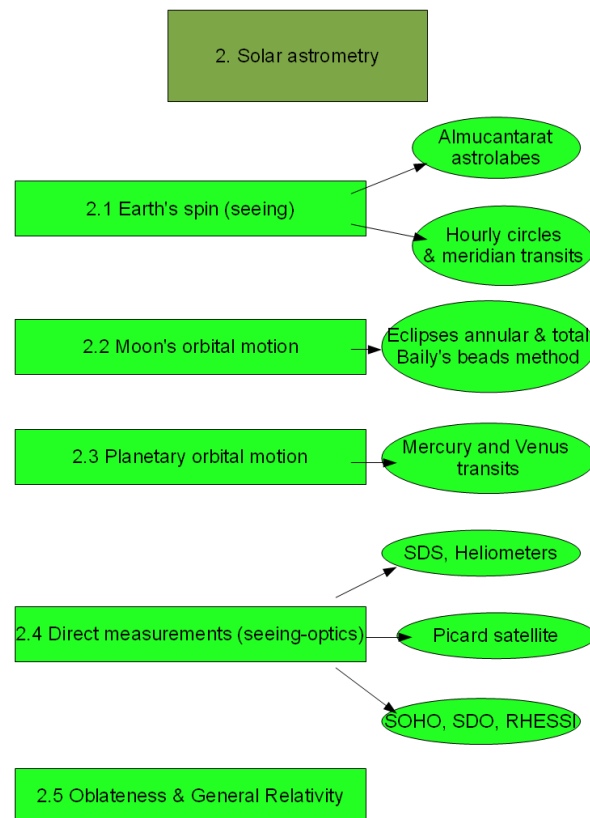 2. Solar astrometry
Almucantarat
astrolabes
2.1 Earth's spin (seeing)
Hourly circles
& meridian transits
2.2 Moon's orbital motion
Eclipses annular & total
Baily's beads method
2.3 Planetary orbital motion
Mercury and Venus
transits
SDS, Heliometers
2.4 Direct measurements (seeing-optics)
Picard satellite
SOHO, SDO, RHESSI
2.5 Oblateness & General Relativity